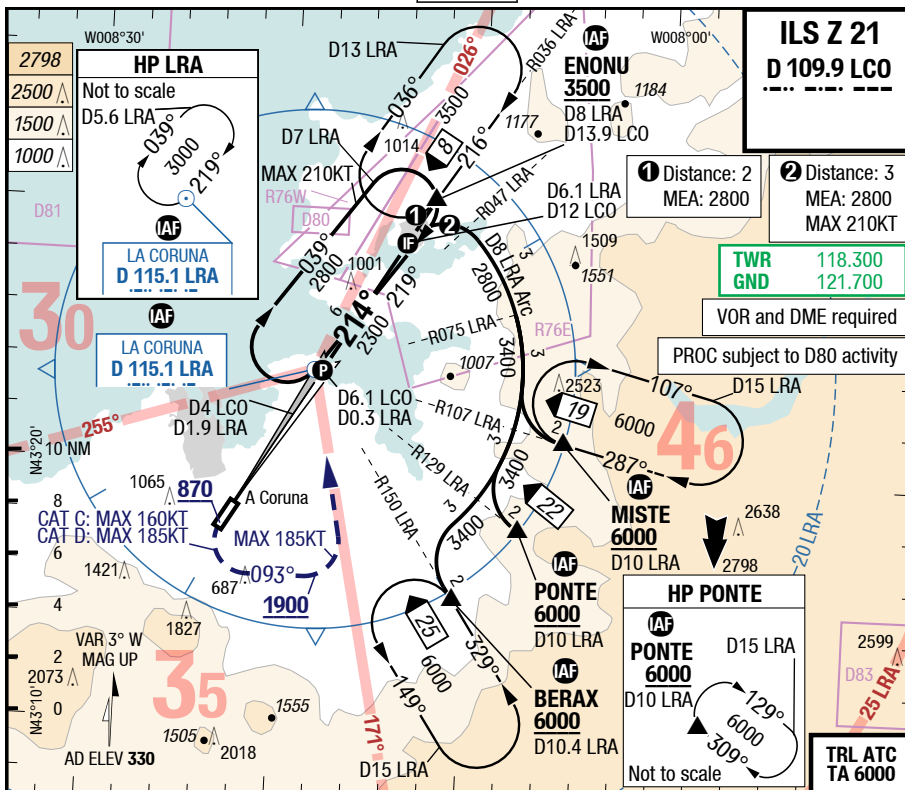 W008°30'
W008°00'
ILS Z 21
D 109.9 LCO
2798
2500
1500
1000
HP LRA
Not to scale
D5.6 LRA
039°
3000
219°
IAF
LA CORUNA
D 115.1 LRA
IAF
LA CORUNA
D 115.1 LRA
D81
30
D13 LRA
026°
R036 LRA
036°
3500
D7 LRA
1014
8
216°
MAX 210KT
R76W
D80
R047 LRA
IAF
ENONU
3500
D8 LRA
D13.9 LCO
1184
1177
D6.1 LRA
D12 LCO
1 Distance: 2
MEA: 2800
2 Distance: 3
MEA: 2800
MAX 210KT
1
2
IF
039°
2800
1001
219°
6
214°
2300
D8 LRA Arc
2800
3
1509
1551
TWR 118.300
GND 121.700
VOR and DME required
PROC subject to D80 activity
R075 LRA
R76E
3400
3
1007
P
D6.1 LCO
D0.3 LRA
D4 LCO
D1.9 LRA
R107 LRA
2523
19
107°
D15 LRA
6000
46
2
287°
255°
N43°20'
10 NM
R129 LRA
3
3400
R150 LRA
22
2
3
3400
IAF
MISTE
6000
D10 LRA
2638
2798
20 LRA
1065
870
A Coruna
8
CAT C: MAX 160KT
CAT D: MAX 185KT
MAX 185KT
6
1421
687
093°
1900
4
2
IAF
PONTE
6000
D10 LRA
HP PONTE
IAF
PONTE
6000
D10 LRA
D15 LRA
129°
6000
309°
Not to scale
2599
D83
25 LRA
1827
VAR 3° W
MAG UP
2
2073
35
N43°10'
0
1555
1505
2018
AD ELEV 330
171°
25
6000
329°
149°
D15 LRA
IAF
BERAX
6000
D10.4 LRA
TRL ATC
TA 6000